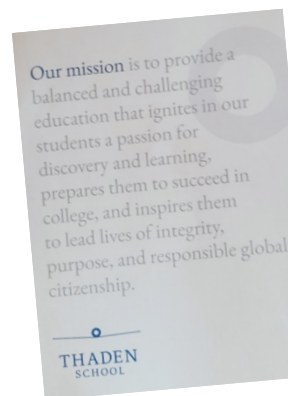 Our mission is to provide a
balanced and challenging
education that ignites in our
students a passion for
discovery and learning,
prepares them to succeed in
college, and inspires them
to lead lives of integrity,
purpose, and responsible global
citizenship.
THADEN
SCHOOL